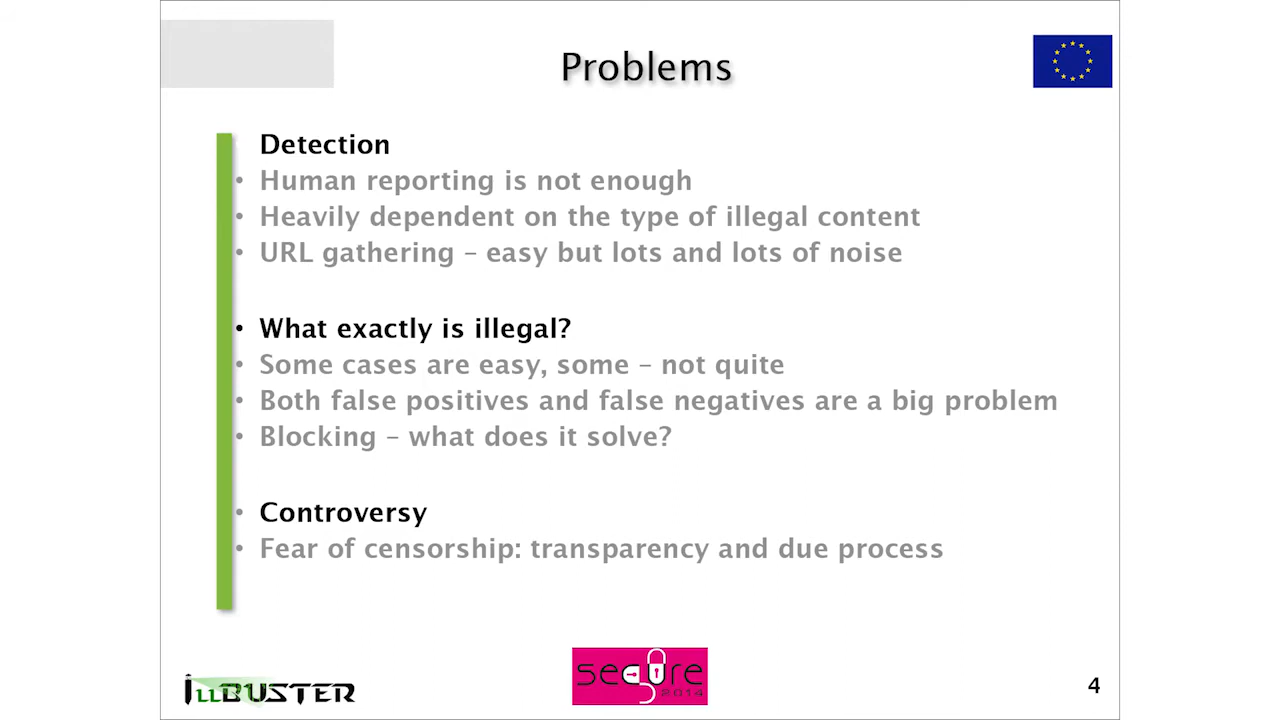 Problems
Detection
• Human reporting is not enough
• Heavily dependent on the type of illegal content
• URL gathering – easy but lots and lots of noise
• What exactly is illegal?
• Some cases are easy, some – not quite
• Both false positives and false negatives are a big problem
• Blocking – what does it solve?
• Controversy
• Fear of censorship: transparency and due process
ILLBUSTER
secure
2014
4